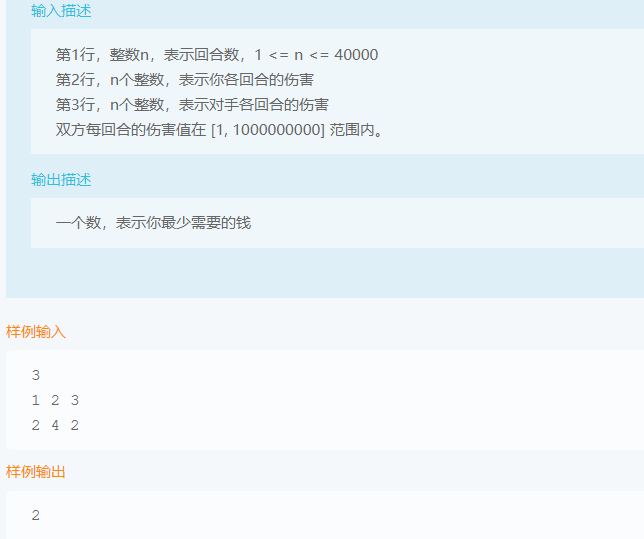 输入描述
第1行，整数n，表示回合数，1 <= n <= 40000
第2行，n个整数，表示你各回合的伤害
第3行，n个整数，表示对手各回合的伤害
双方每回合的伤害值在 [1, 1000000000] 范围内。
输出描述
一个数，表示你最少需要的钱
样例输入
3
1 2 3
2 4 2
样例输出
2